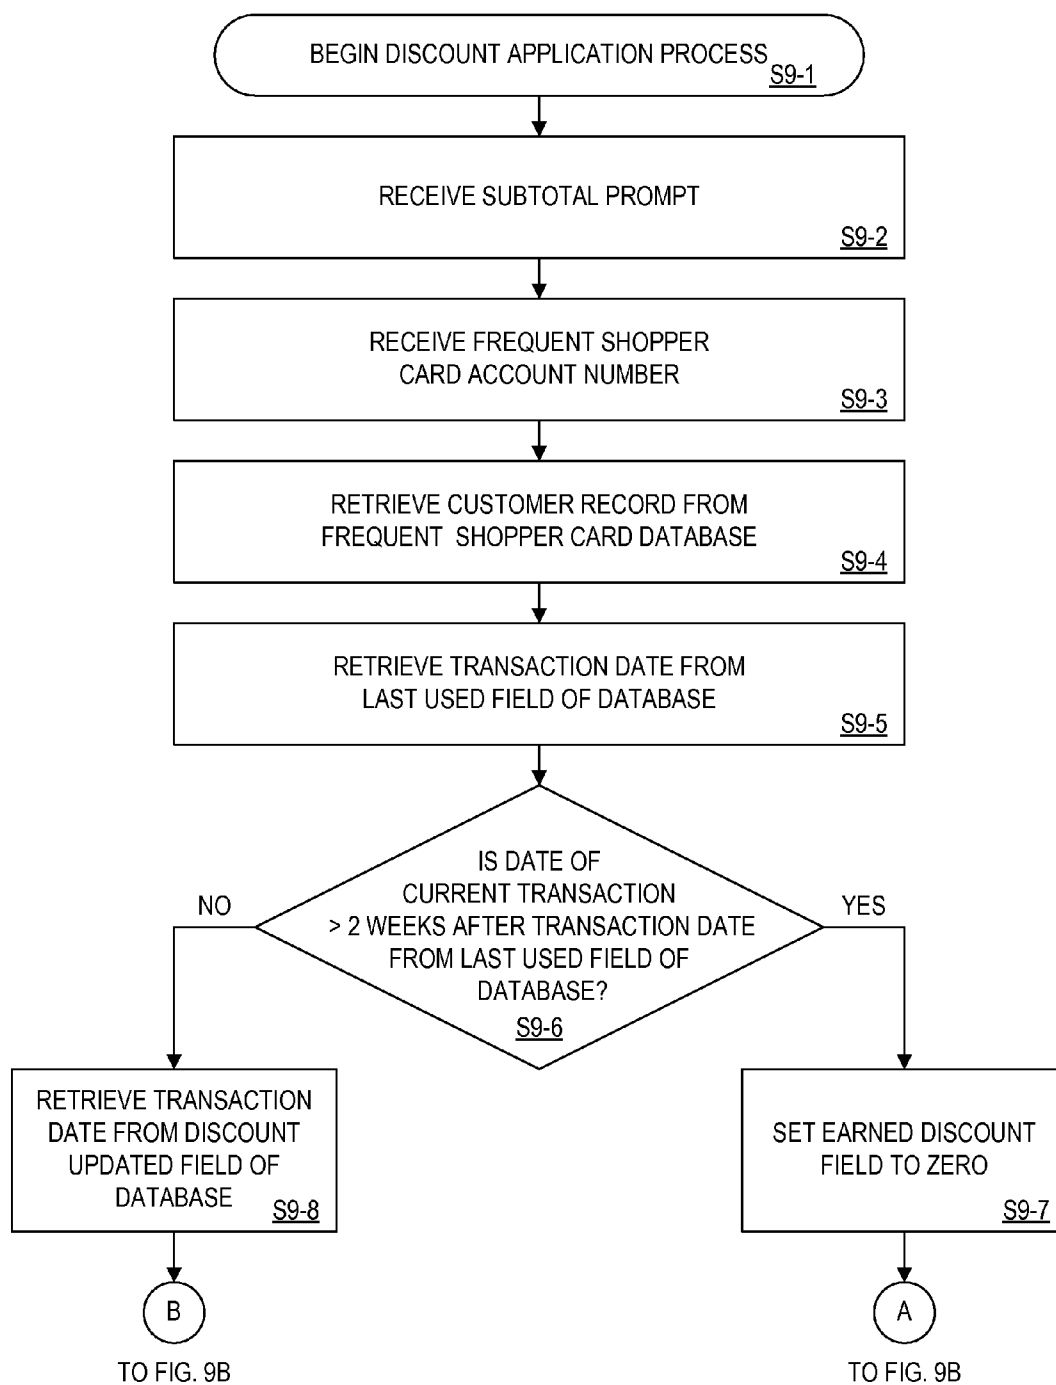 BEGIN DISCOUNT APPLICATION PROCESS
S9-1
RECEIVE SUBTOTAL PROMPT
S9-2
RECEIVE FREQUENT SHOPPER
CARD ACCOUNT NUMBER
S9-3
RETRIEVE CUSTOMER RECORD FROM
FREQUENT SHOPPER CARD DATABASE
S9-4
RETRIEVE TRANSACTION DATE FROM
LAST USED FIELD OF DATABASE
S9-5
IS DATE OF
CURRENT TRANSACTION
> 2 WEEKS AFTER TRANSACTION DATE
FROM LAST USED FIELD OF
DATABASE?
S9-6
NO
YES
RETRIEVE TRANSACTION
DATE FROM DISCOUNT
UPDATED FIELD OF
DATABASE
S9-8
SET EARNED DISCOUNT
FIELD TO ZERO
S9-7
B
TO FIG. 9B
A
TO FIG. 9B